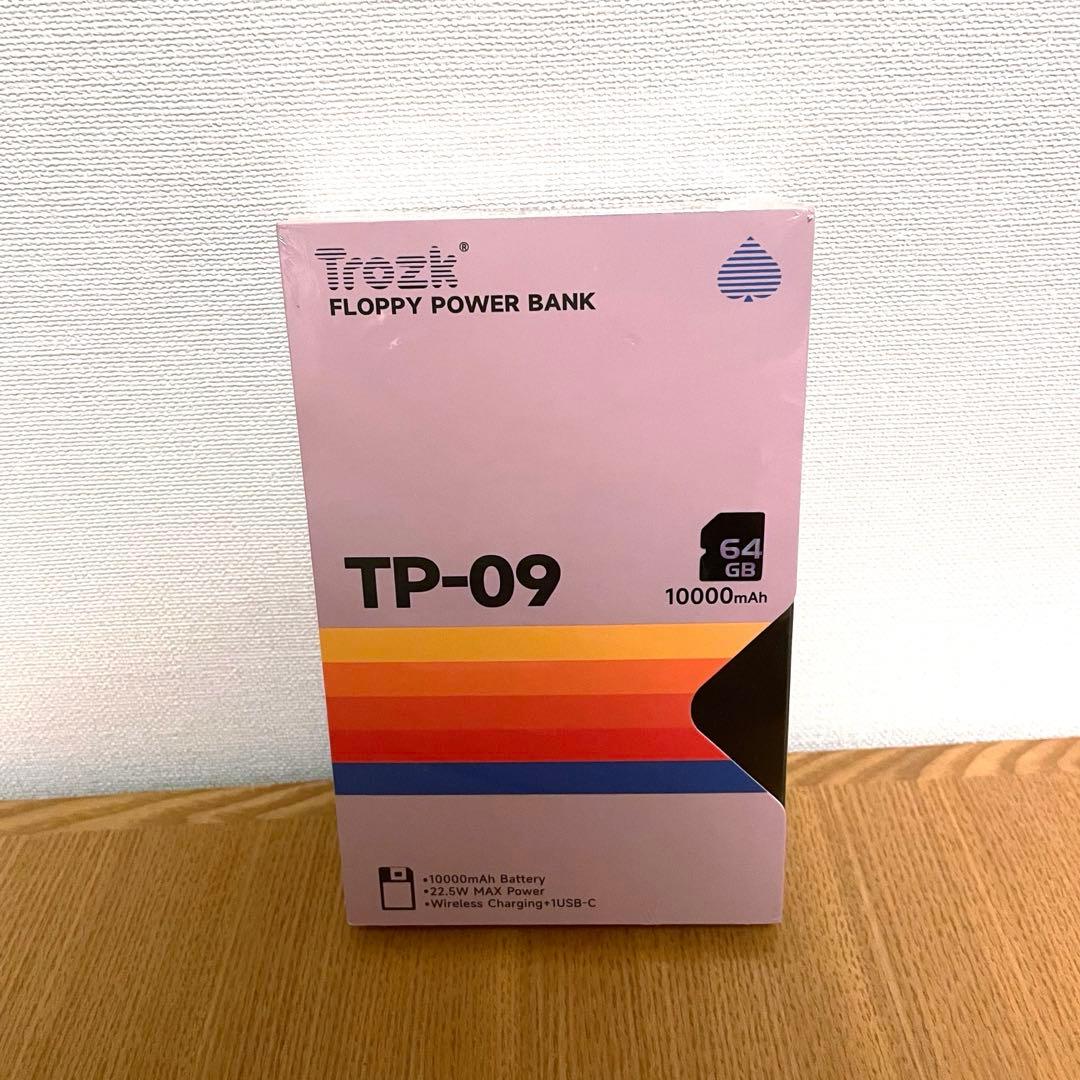 Trozk®
FLOPPY POWER BANK
64
GB
TP-09
10000mAh
•10000mAh Battery
•22.5W MAX Power
•Wireless Charging+1USB-C